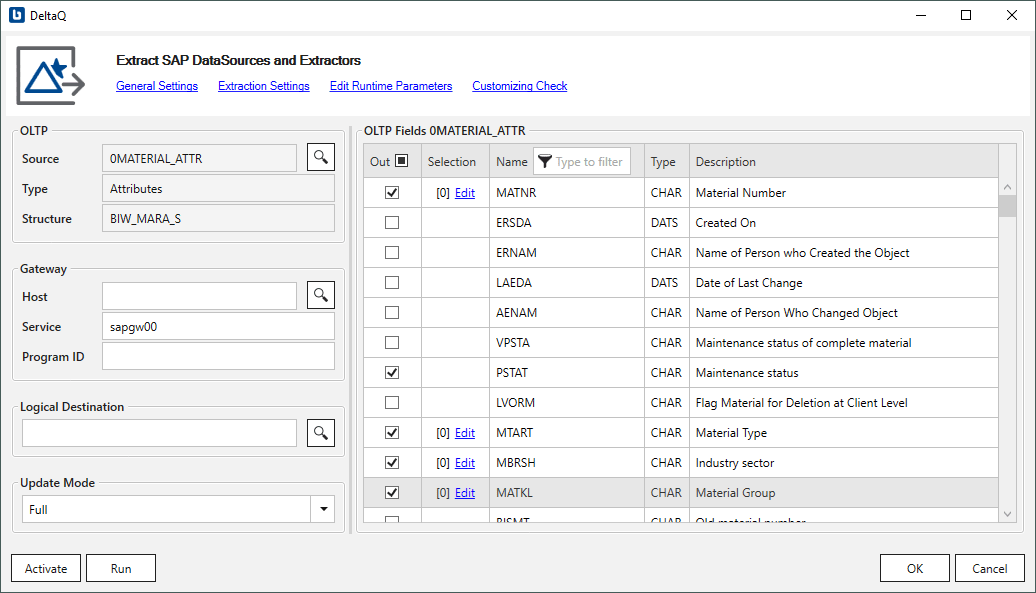 DeltaQ
Extract SAP DataSources and Extractors
General Settings Extraction Settings Edit Runtime Parameters Customizing Check
OLTP
Source 0MATERIAL_ATTR
Type Attributes
Structure BIW_MARA_S
Gateway
Host
Service sapgw00
Program ID
Logical Destination
Update Mode
Full
OLTP Fields 0MATERIAL_ATTR
Out Selection Name Type to filter Type Description
[0] Edit MATNR CHAR Material Number
ERSDA DATS Created On
ERNAM CHAR Name of Person who Created the Object
LAEDA DATS Date of Last Change
AENAM CHAR Name of Person Who Changed Object
VPSTA CHAR Maintenance status of complete material
PSTAT CHAR Maintenance status
LVORM CHAR Flag Material for Deletion at Client Level
[0] Edit MTART CHAR Material Type
[0] Edit MBRSH CHAR Industry sector
[0] Edit MATKL CHAR Material Group
BISMT CHAR Old material number
Activate Run OK Cancel